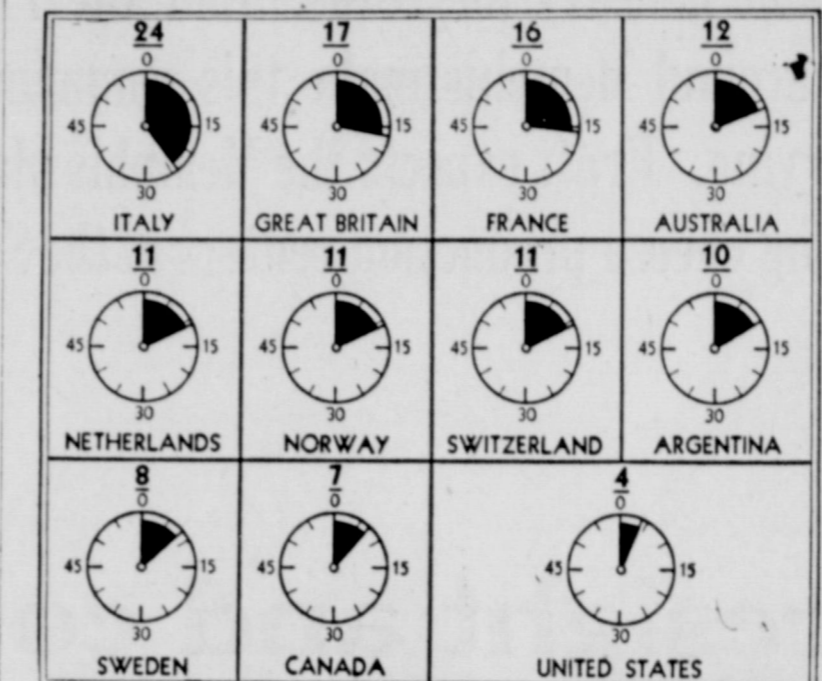 24 17 16 12
0 0 0 0
45 15 45 15 45 15 45 15
30 30 30 30
ITALY GREAT BRITAIN FRANCE AUSTRALIA
11 11 11 10
0 0 0 0
45 15 45 15 45 15 45 15
30 30 30 30
NETHERLANDS NORWAY SWITZERLAND ARGENTINA
8 7 4
0 0 0
45 15 45 15 45 15
30 30 30
SWEDEN CANADA UNITED STATES